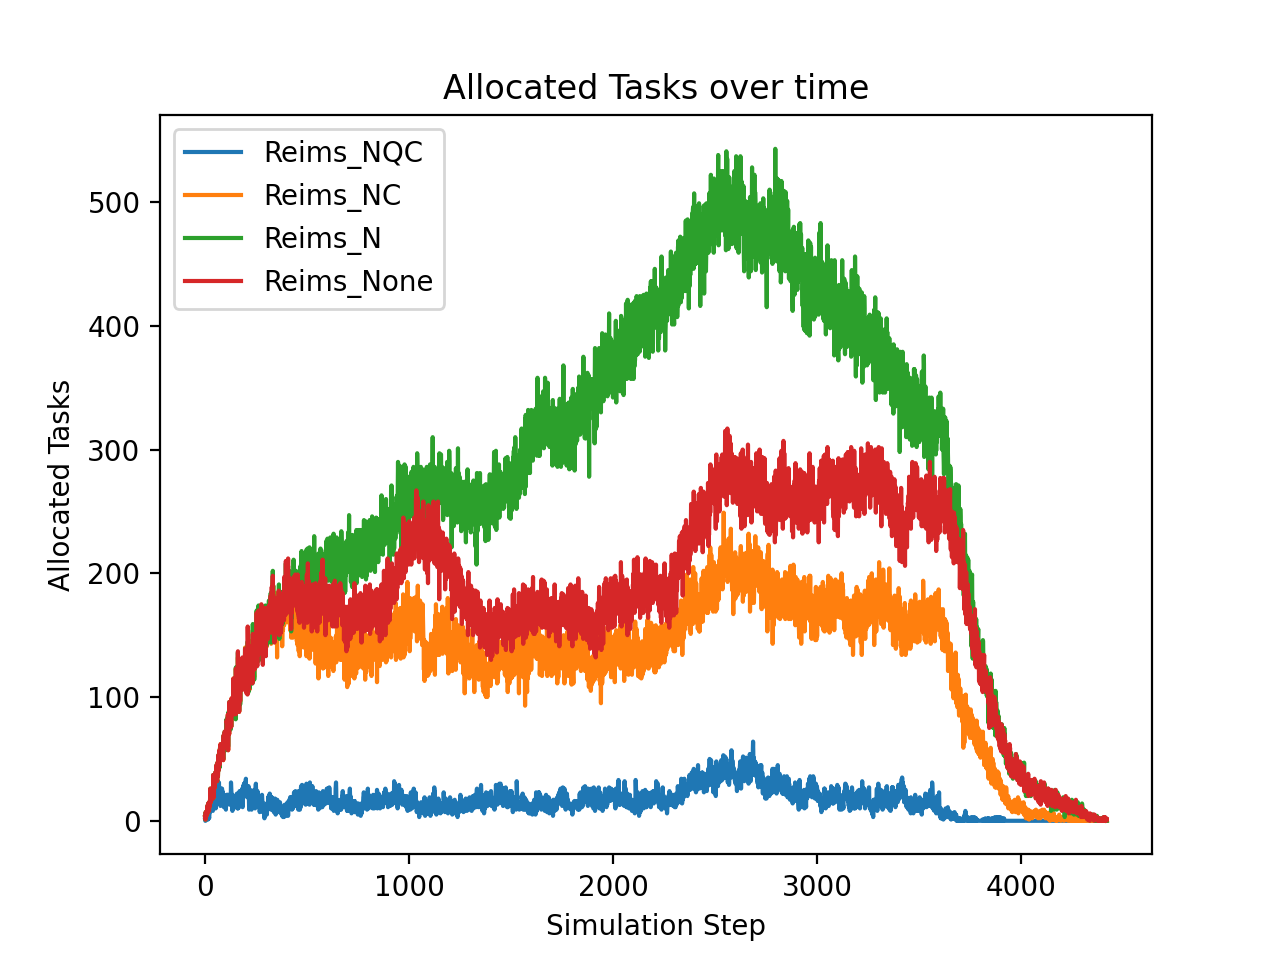 Allocated Tasks over time
Reims_NQC
Reims_NC
Reims_N
Reims_None
Allocated Tasks
500
400
300
200
100
0
0 1000 2000 3000 4000
Simulation Step